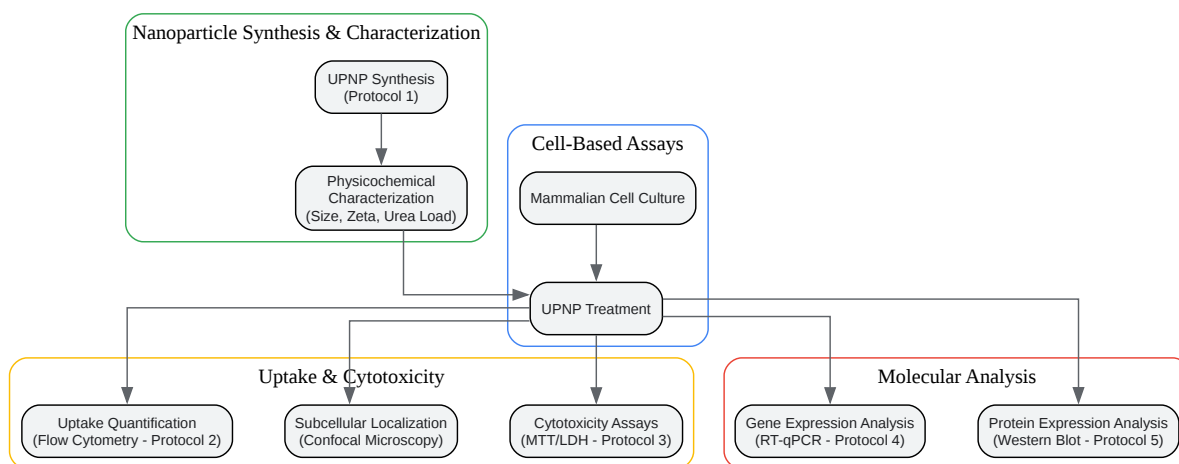 Nanoparticle Synthesis & Characterization
UPNP Synthesis
(Protocol 1)
Physicochemical
Characterization
(Size, Zeta, Urea Load)
Cell-Based Assays
Mammalian Cell Culture
UPNP Treatment
Uptake & Cytotoxicity
Uptake Quantification
(Flow Cytometry - Protocol 2)
Subcellular Localization
(Confocal Microscopy)
Cytotoxicity Assays
(MTT/LDH - Protocol 3)
Molecular Analysis
Gene Expression Analysis
(RT-qPCR - Protocol 4)
Protein Expression Analysis
(Western Blot - Protocol 5)